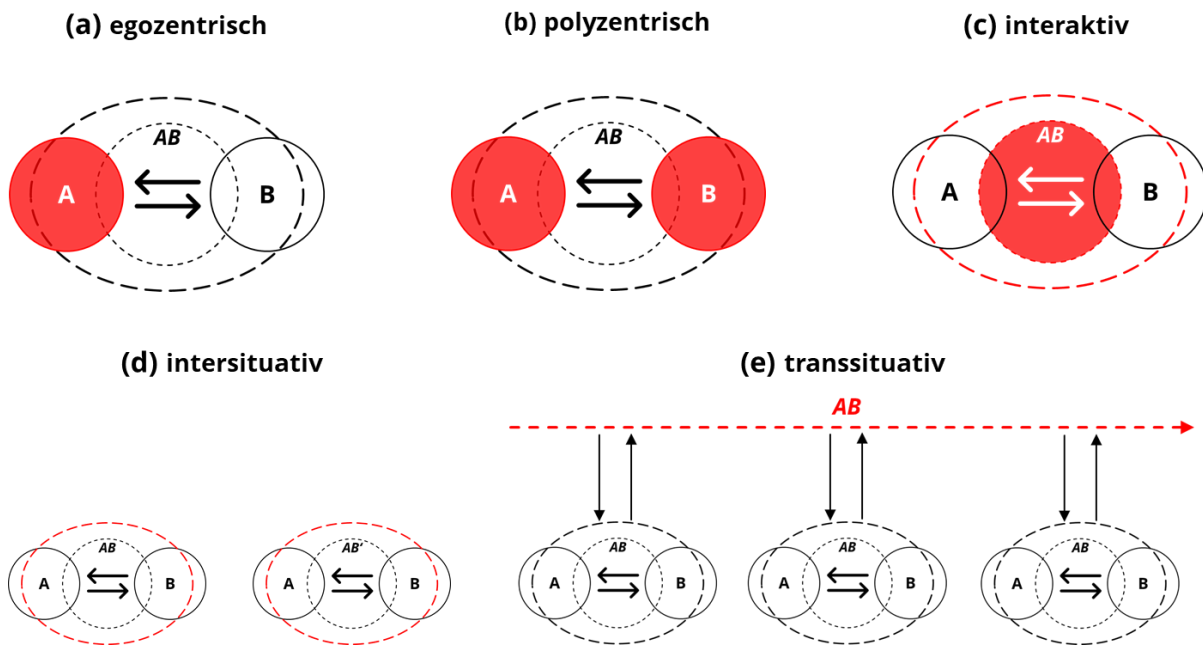 (a) egozentrisch
(b) polyzentrisch
(c) interaktiv
AB
A
B
AB
A
B
AB
A
B
(d) intersituativ
(e) transsituativ
AB
AB
A
B
AB'
A
B
AB
A
B
AB
A
B
AB
A
B